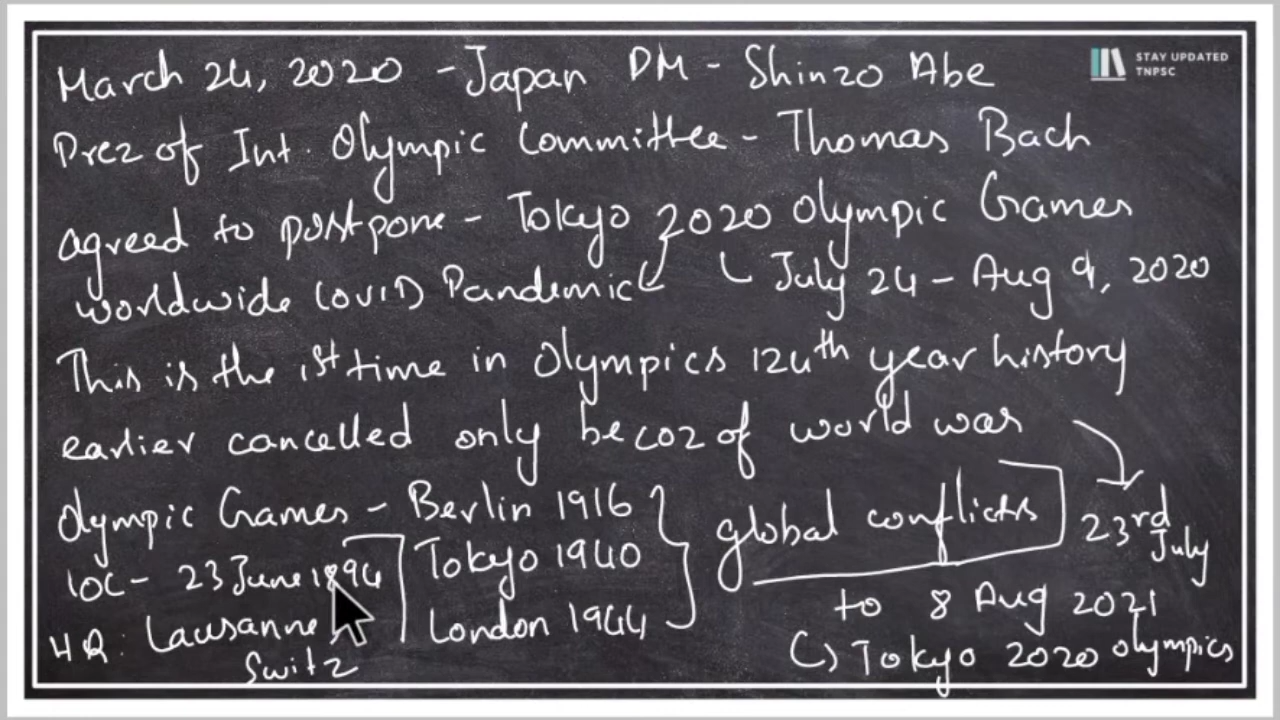 March 24, 2020 - Japan PM - Shinzo Abe
STAY UPDATED
TNPSC
Prez of Int. Olympic Committee - Thomas Bach
agreed to postpone - Tokyo 2020 Olympic Games
worldwide COVID Pandemic ↳ July 24 - Aug 9, 2020
This is the 1st time in Olympics 124th year history
earlier cancelled only becoz of world war
Olympic Games - Berlin 1916
Tokyo 1940
London 1944
global conflicts
IOC - 23 June 1894
HQ: Lausanne,
Switz
23rd July
to 8 Aug 2021
↳ Tokyo 2020 Olympics